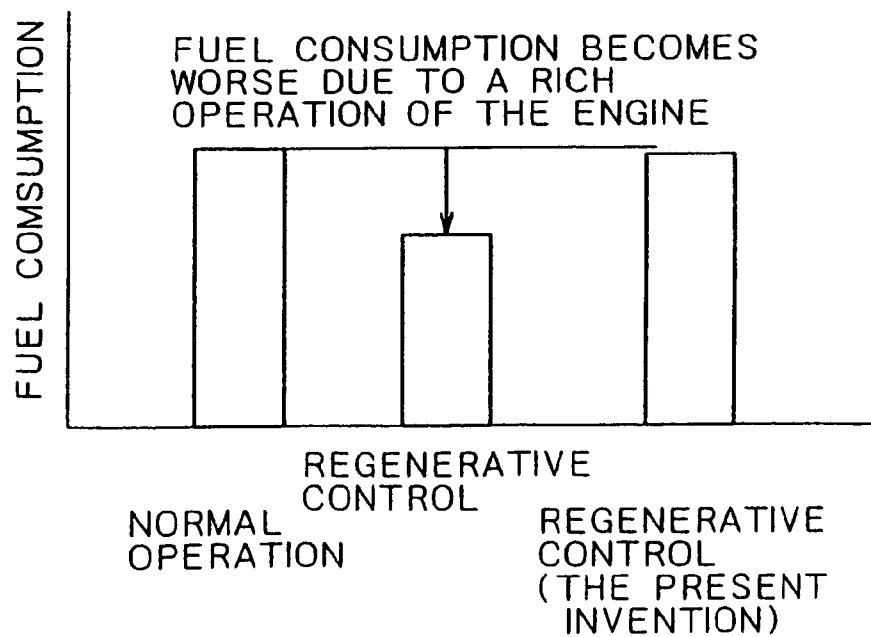 FUEL CONSUMPTION BECOMES
WORSE DUE TO A RICH
OPERATION OF THE ENGINE
FUEL COMSUMPTION
REGENERATIVE
CONTROL
NORMAL
OPERATION
REGENERATIVE
CONTROL
(THE PRESENT
INVENTION)